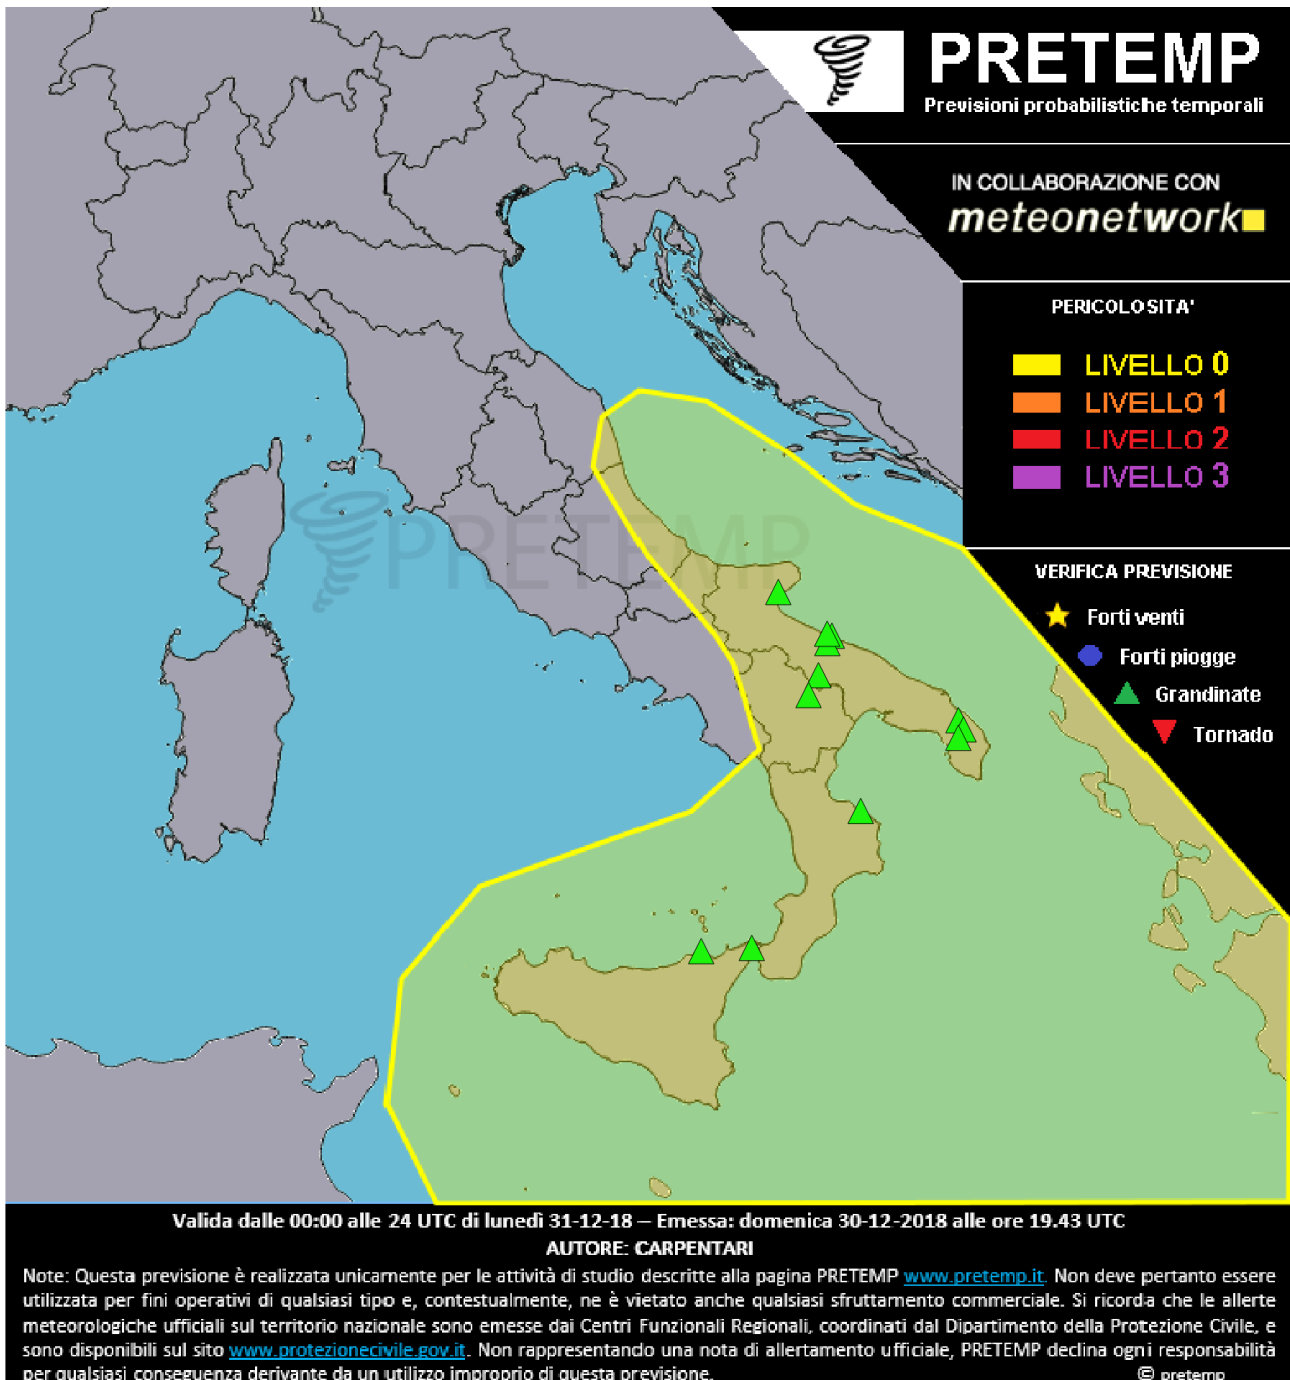 PRETEMP
Previsioni probabilistiche temporali
IN COLLABORAZIONE CON
meteonetwork
PERICOLOSITA'
LIVELLO 0
LIVELLO 1
LIVELLO 2
LIVELLO 3
VERIFICA PREVISIONE
Forti venti
Forti piogge
Grandinate
Tornado
PRETEMP
Valida dalle 00:00 alle 24 UTC di lunedì 31-12-18 – Emessa: domenica 30-12-2018 alle ore 19.43 UTC
AUTORE: CARPENTARI
Note: Questa previsione è realizzata unicamente per le attività di studio descritte alla pagina PRETEMP www.pretemp.it. Non deve pertanto essere
utilizzata per fini operativi di qualsiasi tipo e, contestualmente, ne è vietato anche qualsiasi sfruttamento commerciale. Si ricorda che le allerte
meteorologiche ufficiali sul territorio nazionale sono emesse dai Centri Funzionali Regionali, coordinati dal Dipartimento della Protezione Civile, e
sono disponibili sul sito www.protezionecivile.gov.it. Non rappresentando una nota di allertamento ufficiale, PRETEMP declina ogni responsabilità
per qualsiasi conseguenza derivante da un utilizzo improprio di questa previsione.
© pretemp